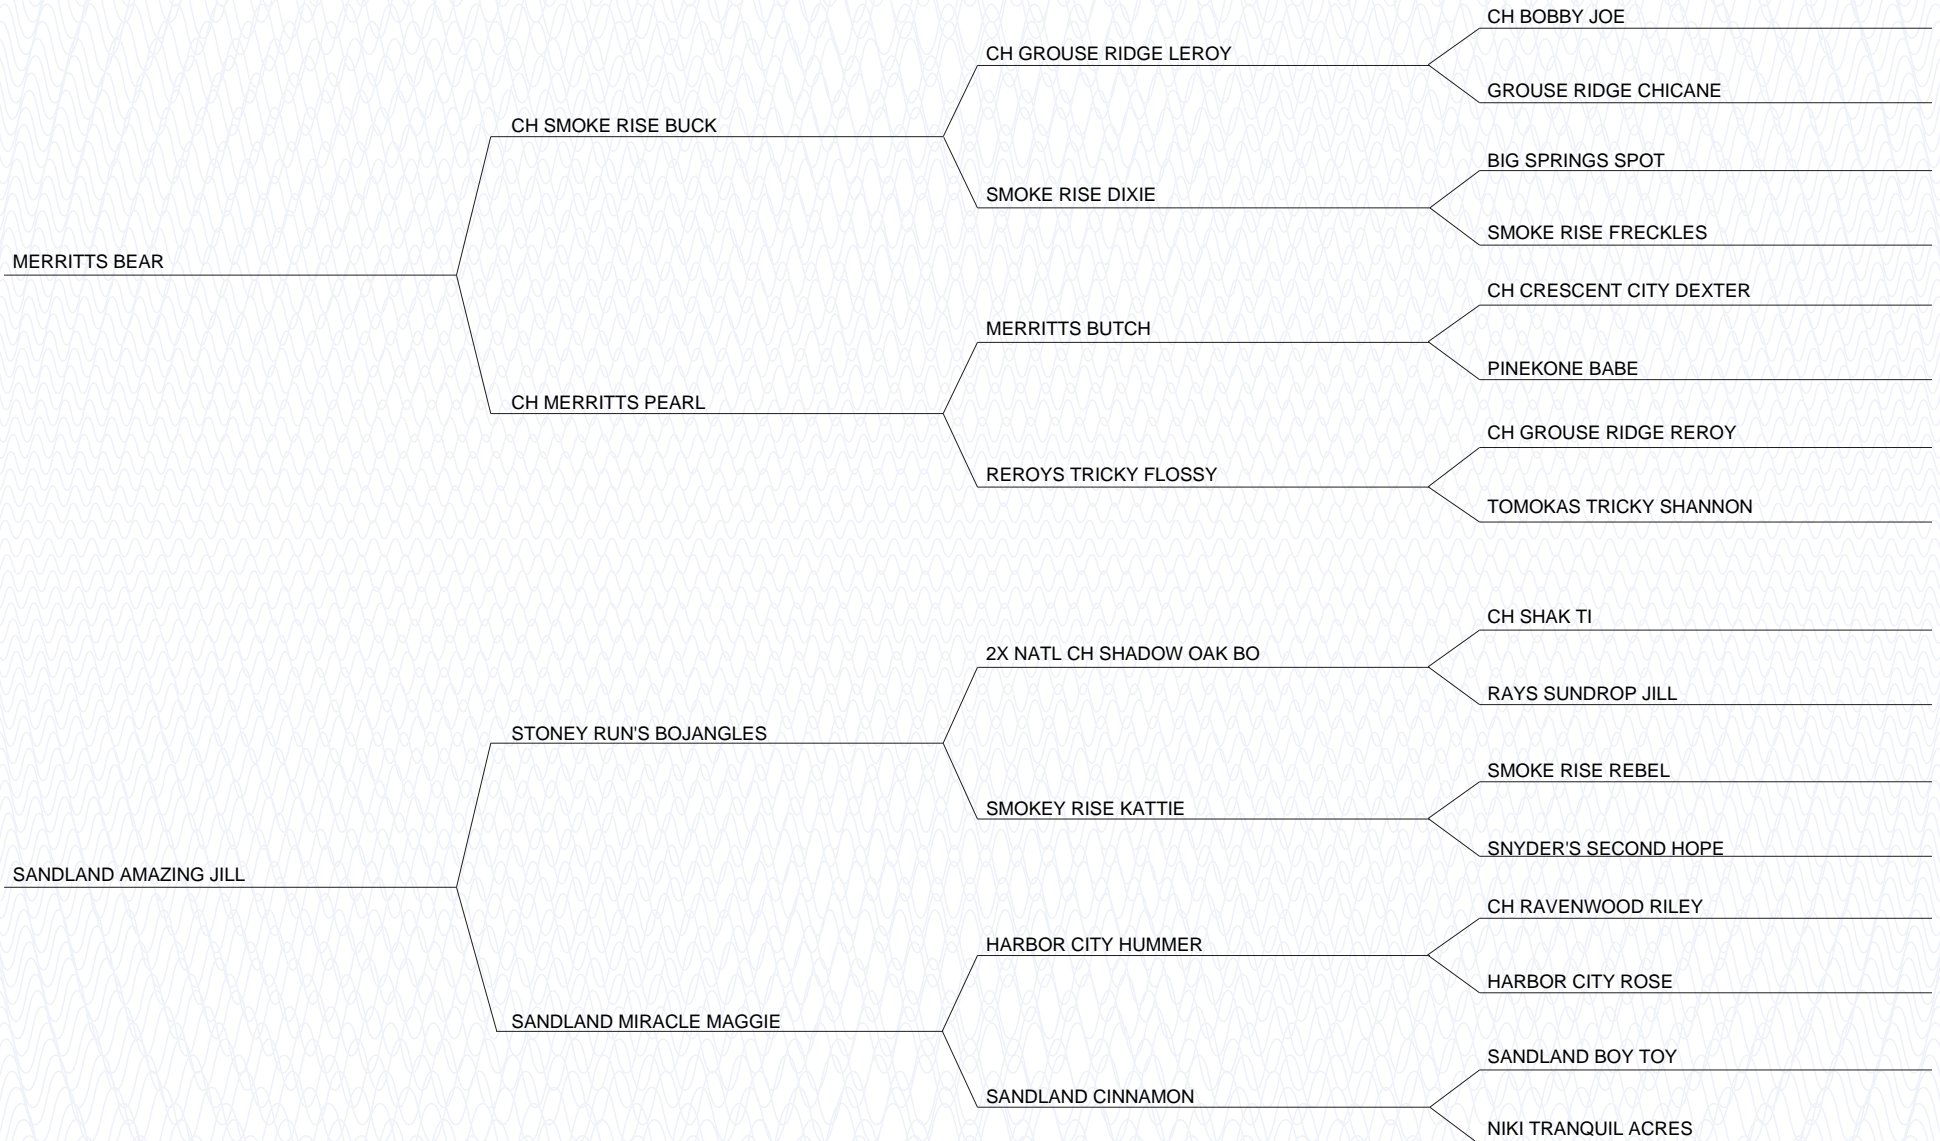 CH BOBBY JOE
CH GROUSE RIDGE LEROY
GROUSE RIDGE CHICANE
CH SMOKE RISE BUCK
BIG SPRINGS SPOT
SMOKE RISE DIXIE
SMOKE RISE FRECKLES
MERRITTS BEAR
CH CRESCENT CITY DEXTER
MERRITTS BUTCH
PINEKONE BABE
CH MERRITTS PEARL
CH GROUSE RIDGE REROY
REROYS TRICKY FLOSSY
TOMOKAS TRICKY SHANNON
CH SHAK TI
2X NATL CH SHADOW OAK BO
RAYS SUNDROP JILL
STONEY RUN'S BOJANGLES
SMOKE RISE REBEL
SMOKEY RISE KATTIE
SNYDER'S SECOND HOPE
SANDLAND AMAZING JILL
CH RAVENWOOD RILEY
HARBOR CITY HUMMER
HARBOR CITY ROSE
SANDLAND MIRACLE MAGGIE
SANDLAND BOY TOY
SANDLAND CINNAMON
NIKI TRANQUIL ACRES